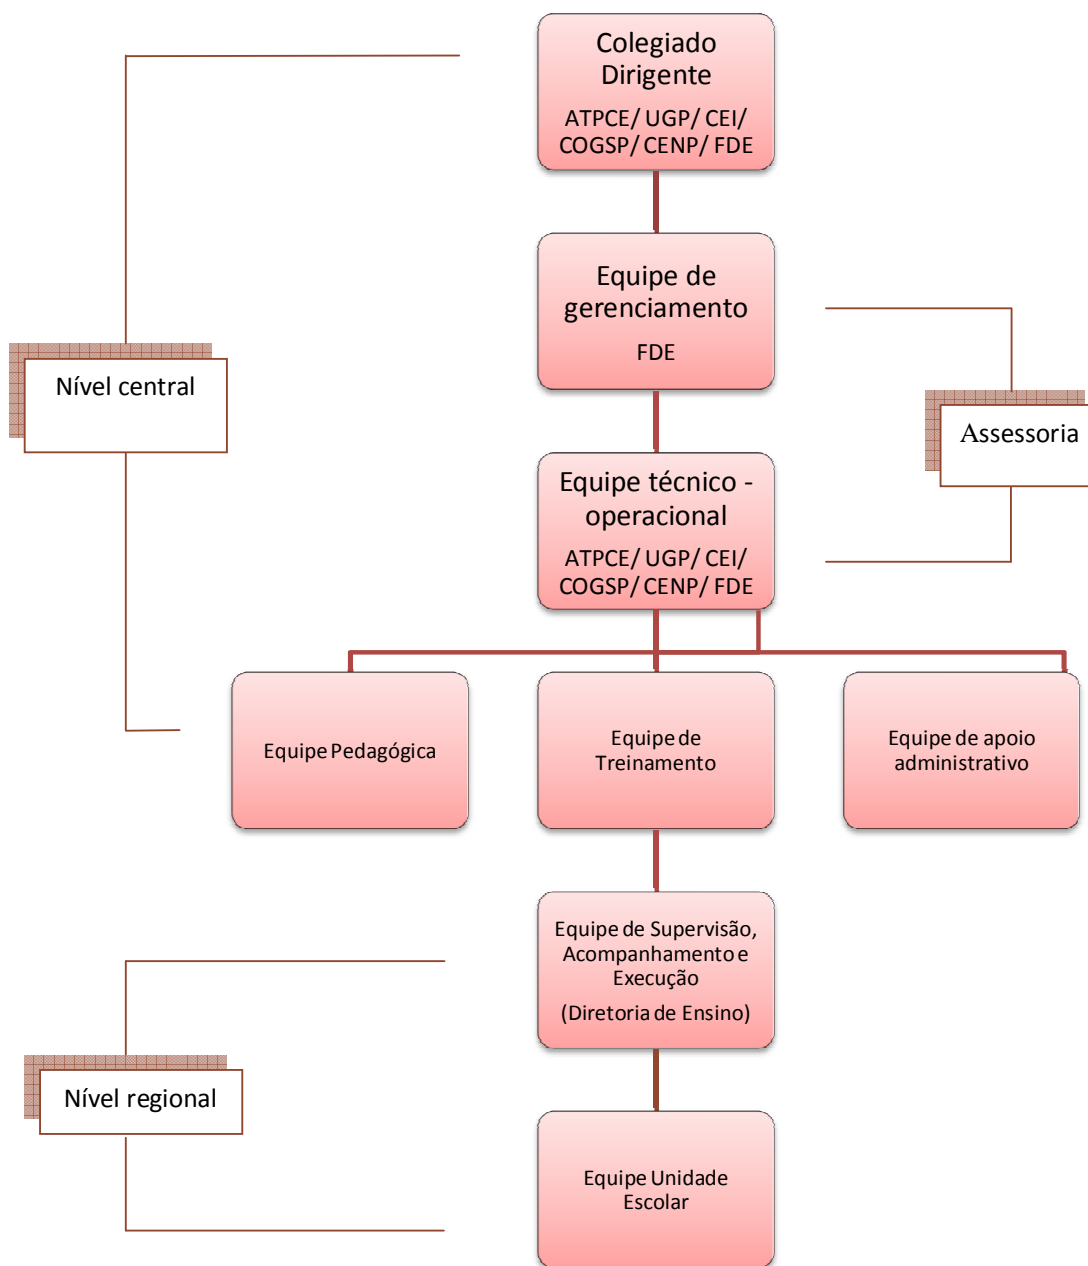 Colegiado
Dirigente
ATPCE/ UGP/ CEI/
COGSP/ CENP/ FDE
Equipe de
gerenciamento
FDE
Nível central
Assessoria
Equipe técnico -
operacional
ATPCE/ UGP/ CEI/
COGSP/ CENP/ FDE
Equipe Pedagógica
Equipe de
Treinamento
Equipe de apoio
administrativo
Equipe de Supervisão,
Acompanhamento e
Execução
(Diretoria de Ensino)
Nível regional
Equipe Unidade
Escolar